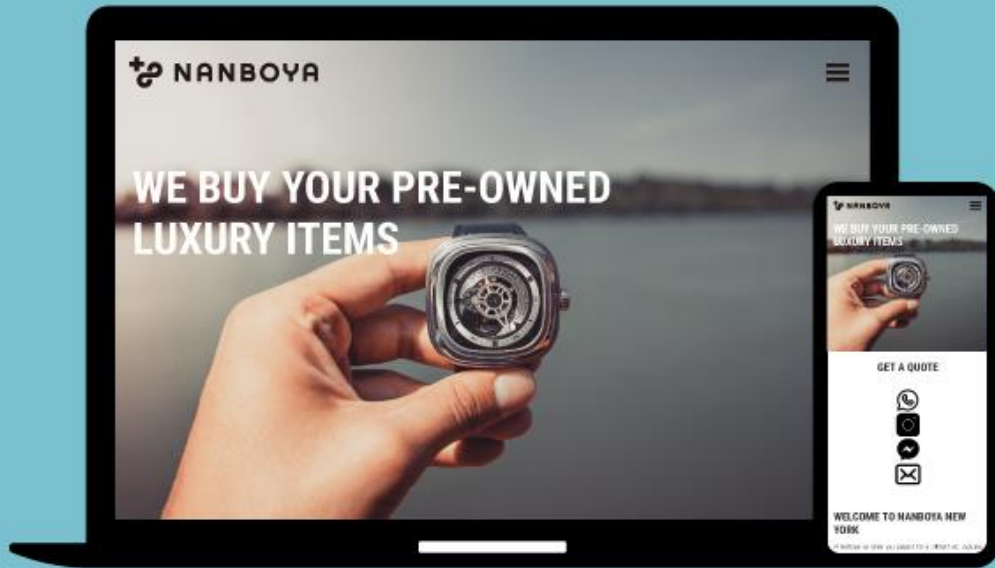 NANBOYA
WE BUY YOUR PRE-OWNED
LUXURY ITEMS
NANBOYA
WE BUY YOUR PRE-OWNED
LUXURY ITEMS
GET A QUOTE
WELCOME TO NANBOYA NEW
YORK